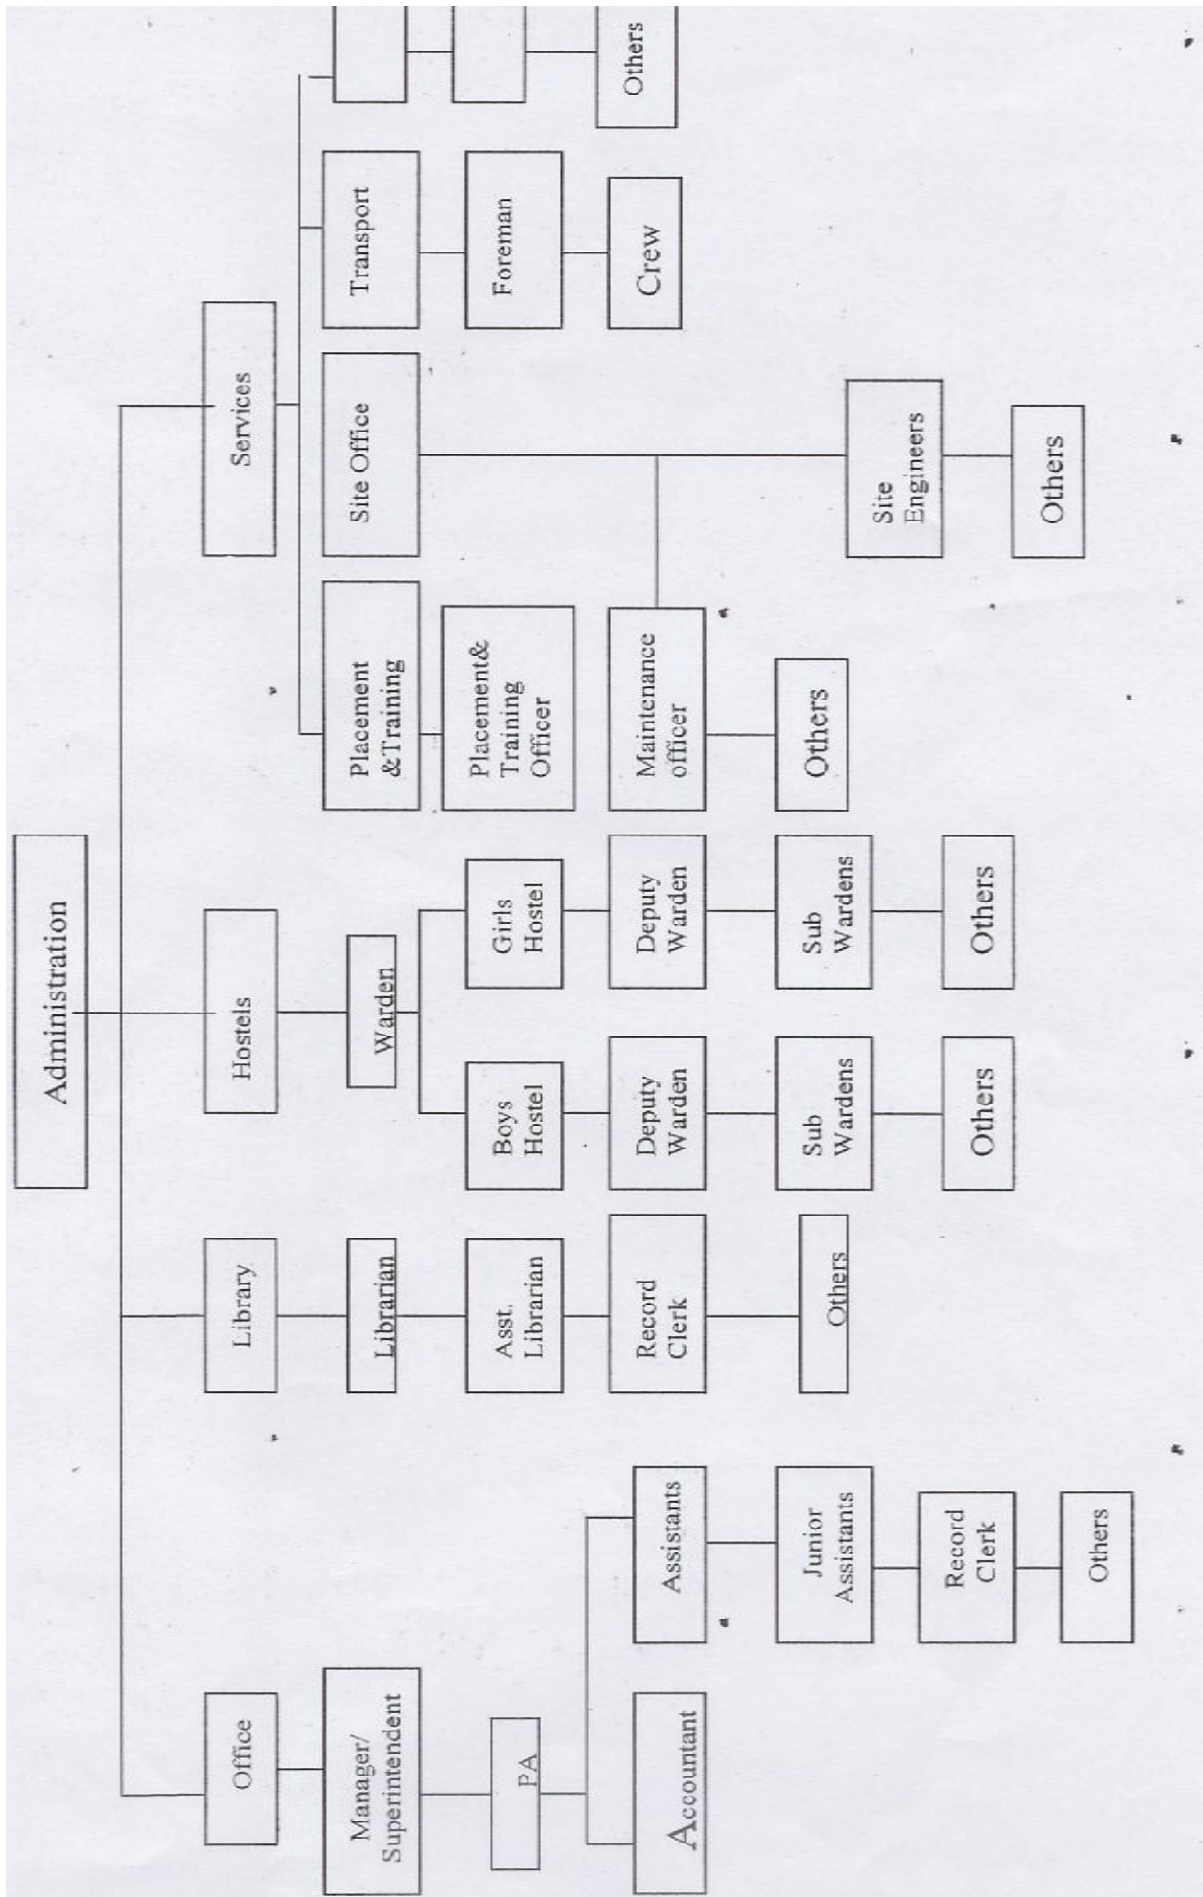 Administration
Office
Library
Hostels
Services
Manager/
Superintendent
PA
Accountant
Assistants
Junior
Assistants
Record
Clerk
Others
Librarian
Asst.
Librarian
Record
Clerk
Others
Warden
Boys
Hostel
Deputy
Warden
Sub
Wardens
Others
Girls
Hostel
Deputy
Warden
Sub
Wardens
Others
Placement
&Training
Placement&
Training
Officer
Site Office
Maintenance
officer
Others
Site
Engineers
Others
Transport
Foreman
Crew
Others